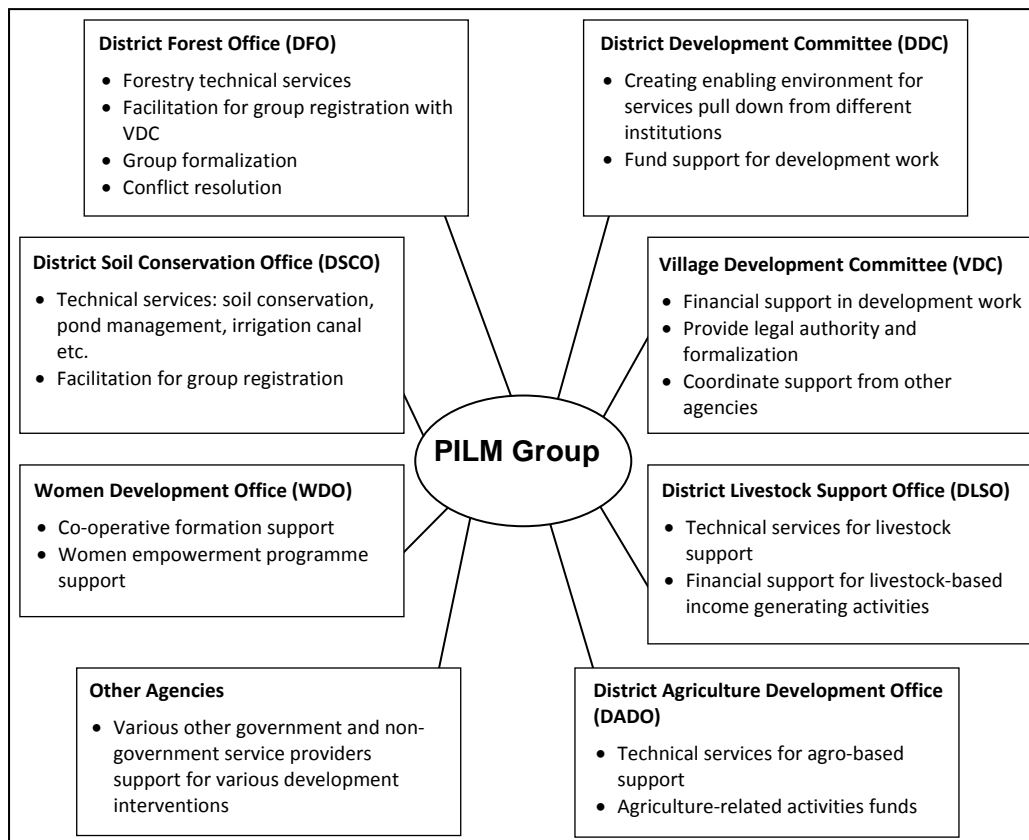 District Forest Office (DFO)
• Forestry technical services
• Facilitation for group registration with
VDC
• Group formalization
• Conflict resolution
District Development Committee (DDC)
• Creating enabling environment for
services pull down from different
institutions
• Fund support for development work
District Soil Conservation Office (DSCO)
• Technical services: soil conservation,
pond management, irrigation canal
etc.
• Facilitation for group registration
Village Development Committee (VDC)
• Financial support in development work
• Provide legal authority and
formalization
• Coordinate support from other
agencies
PILM Group
Women Development Office (WDO)
• Co-operative formation support
• Women empowerment programme
support
District Livestock Support Office (DLSO)
• Technical services for livestock
support
• Financial support for livestock-based
income generating activities
Other Agencies
• Various other government and non-
government service providers
support for various development
interventions
District Agriculture Development Office
(DADO)
• Technical services for agro-based
support
• Agriculture-related activities funds